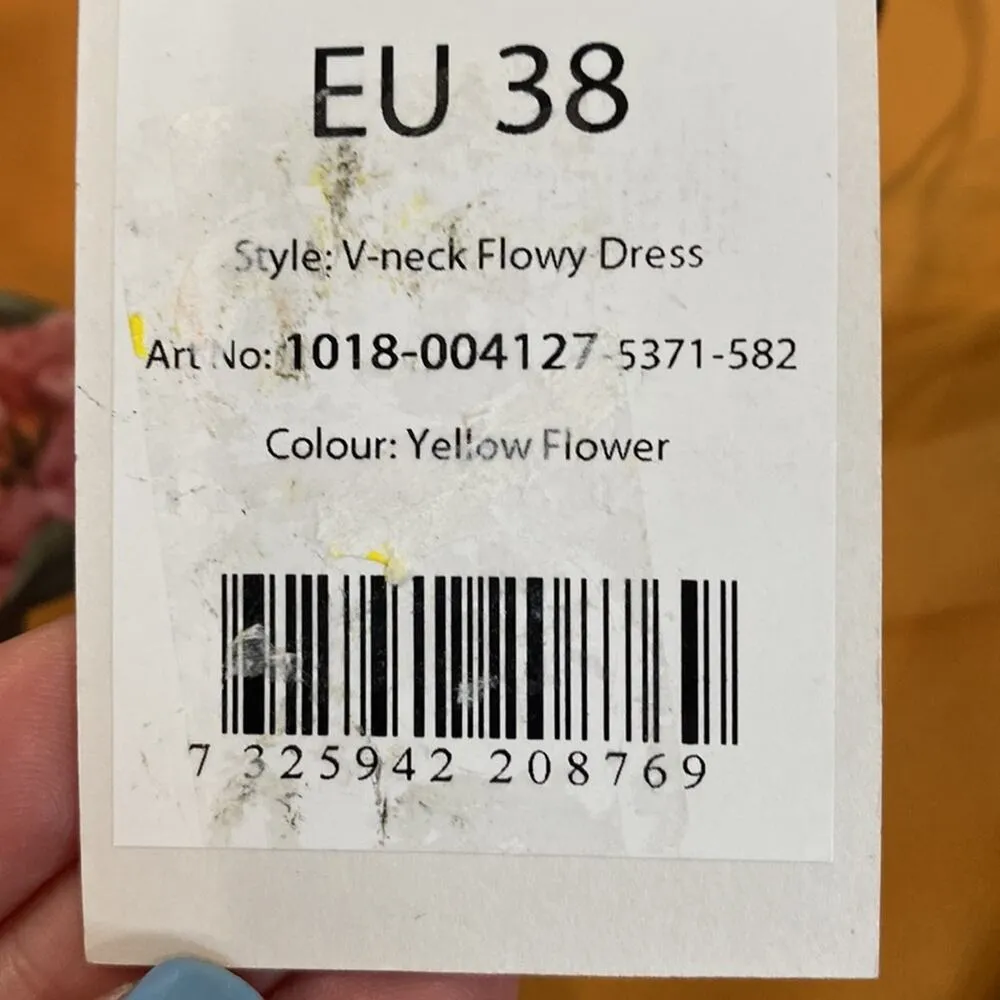 EU 38
Style: V-neck Flowy Dress
Art No: 1018-004127-5371-582
Colour: Yellow Flower
7 325942 208769